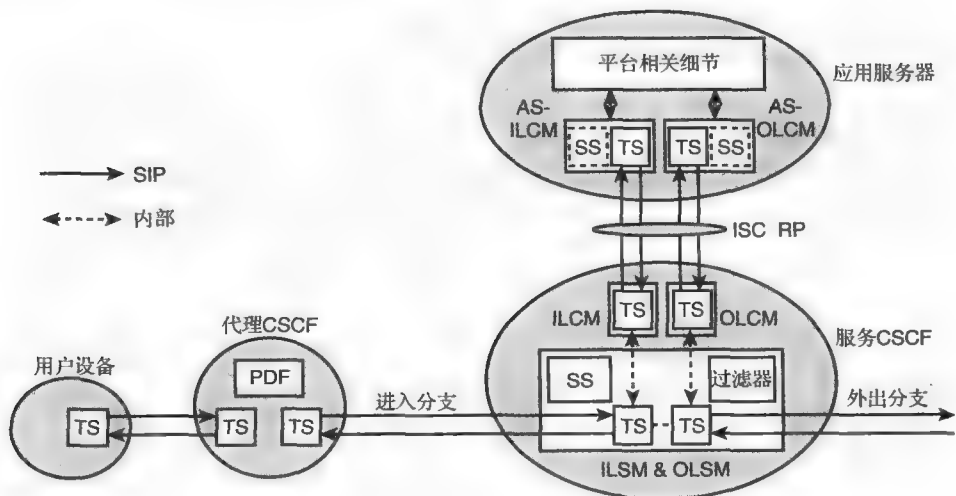 平台相关细节
应用服务器
AS-
ILCM
AS-
OLCM
SS
TS
TS
SS
SIP
内部
ISC RP
ILCM
TS
TS
OLCM
服务CSCF
代理CSCF
用户设备
PDF
SS
过滤器
进入分支
外出分支
TS
TS
TS
TS
TS
ILSM & OLSM